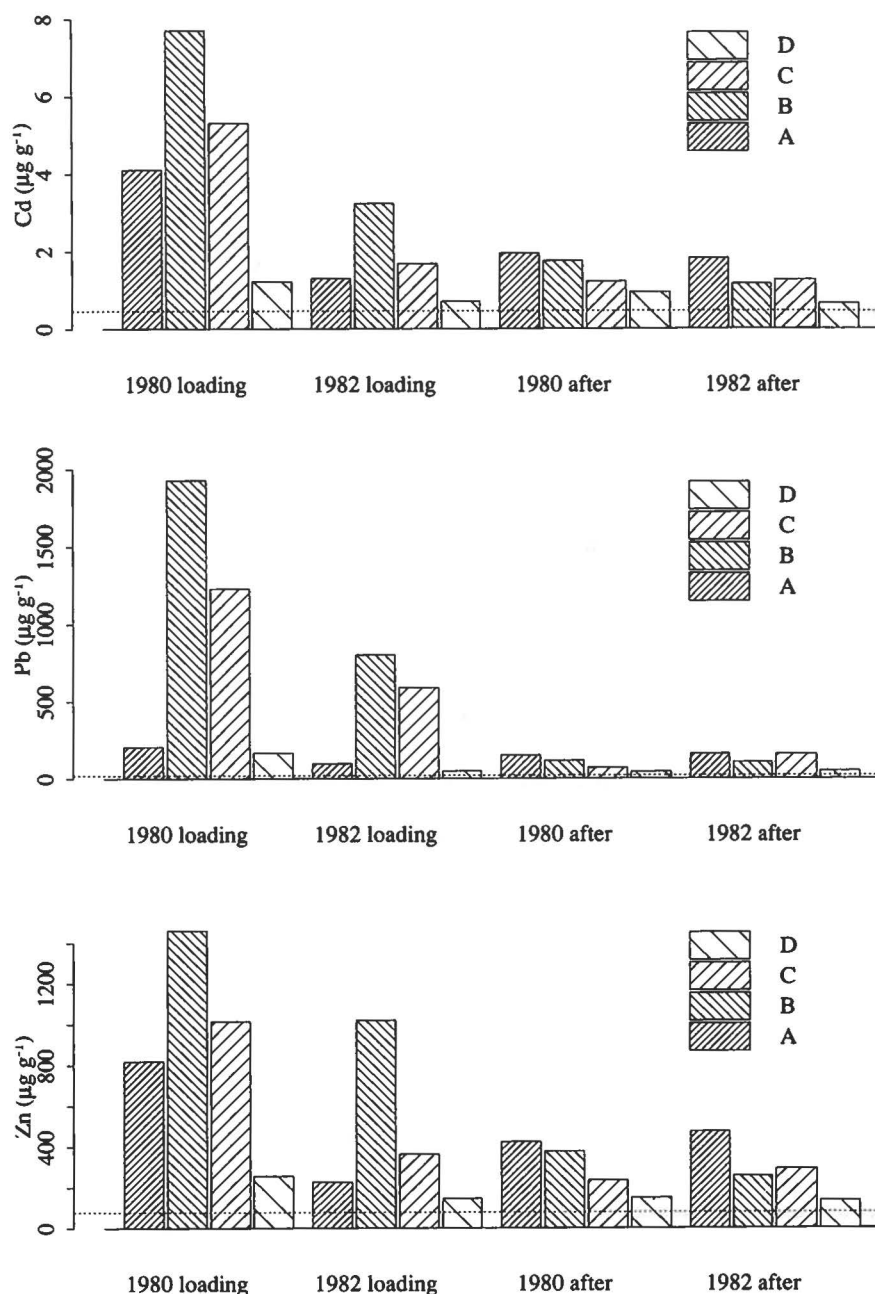 8
6
4
2
0
Cd (µg g⁻¹)
D
C
B
A
1980 loading 1982 loading 1980 after 1982 after
2000
1500
1000
500
0
Pb (µg g⁻¹)
D
C
B
A
1980 loading 1982 loading 1980 after 1982 after
1200
800
400
0
Zn (µg g⁻¹)
D
C
B
A
1980 loading 1982 loading 1980 after 1982 after